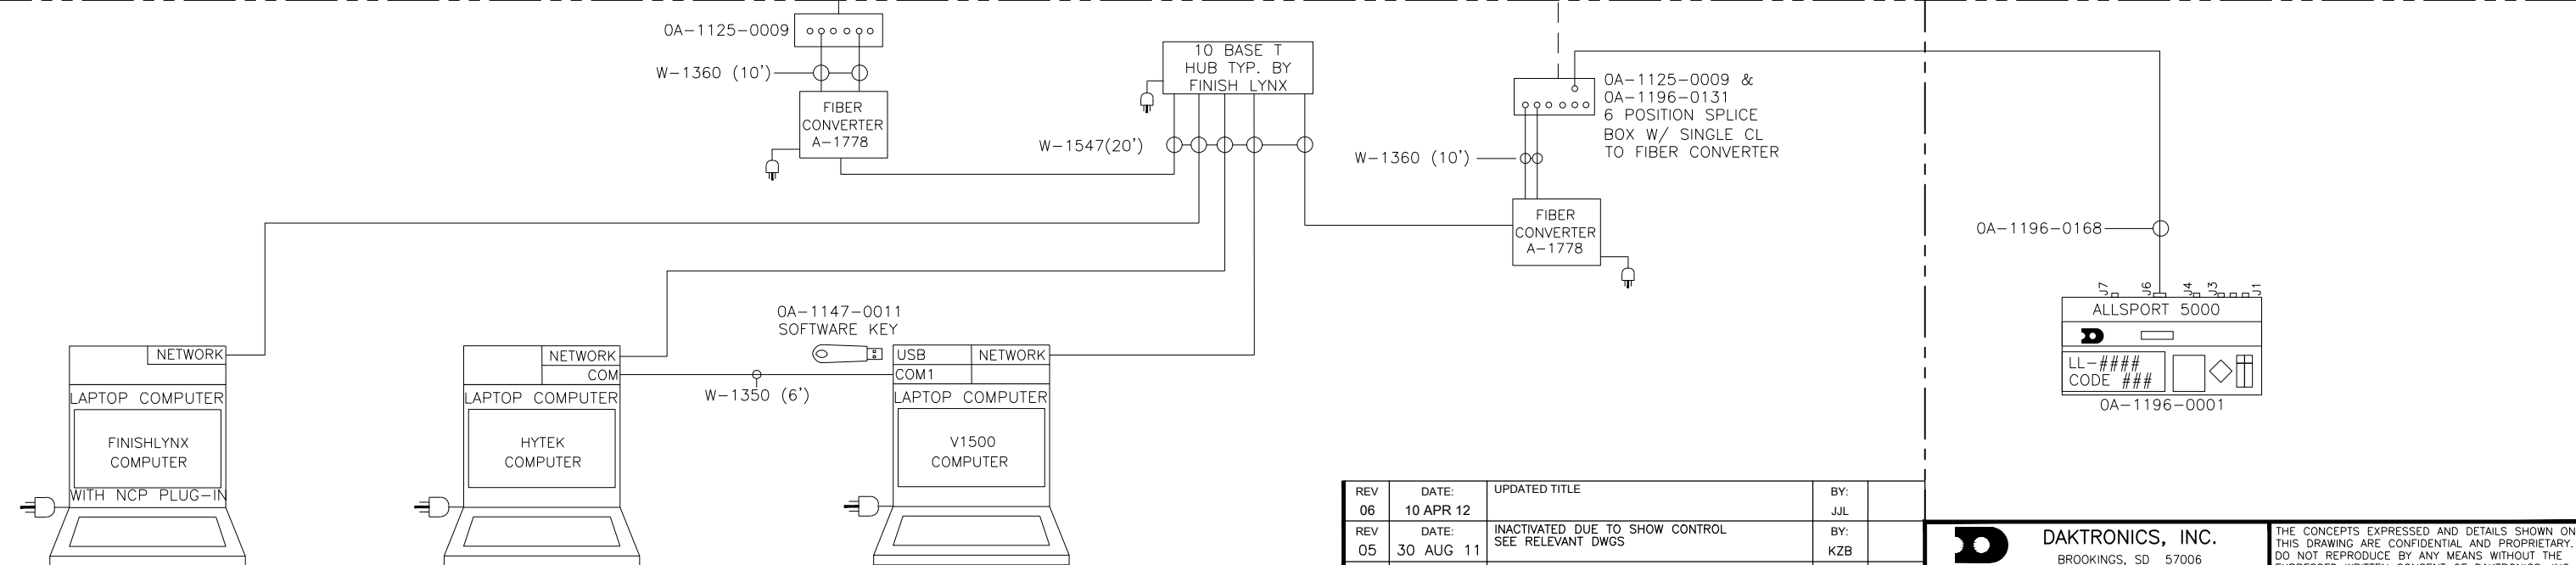 0A-1125-0009
W-1360 (10')
FIBER
CONVERTER
A-1778
10 BASE T
HUB TYP. BY
FINISH LYNX
W-1547(20')
0A-1125-0009 &
0A-1196-0131
6 POSITION SPLICE
BOX W/ SINGLE CL
TO FIBER CONVERTER
W-1360 (10')
FIBER
CONVERTER
A-1778
0A-1196-0168
J7 J6 J4 J3 J1
ALLSPORT 5000
LL-####
CODE ###
0A-1196-0001
0A-1147-0011
SOFTWARE KEY
NETWORK
LAPTOP COMPUTER
FINISHLYNX
COMPUTER
WITH NCP PLUG-IN
NETWORK
COM
LAPTOP COMPUTER
HYTEK
COMPUTER
W-1350 (6')
USB NETWORK
COM1
LAPTOP COMPUTER
V1500
COMPUTER
REV DATE: UPDATED TITLE BY:
06 10 APR 12 JJL
REV DATE: INACTIVATED DUE TO SHOW CONTROL BY:
SEE RELEVANT DWGS
05 30 AUG 11 KZB
DAKTRONICS, INC.
BROOKINGS, SD 57006
THE CONCEPTS EXPRESSED AND DETAILS SHOWN ON
THIS DRAWING ARE CONFIDENTIAL AND PROPRIETARY.
DO NOT REPRODUCE BY ANY MEANS WITHOUT THE